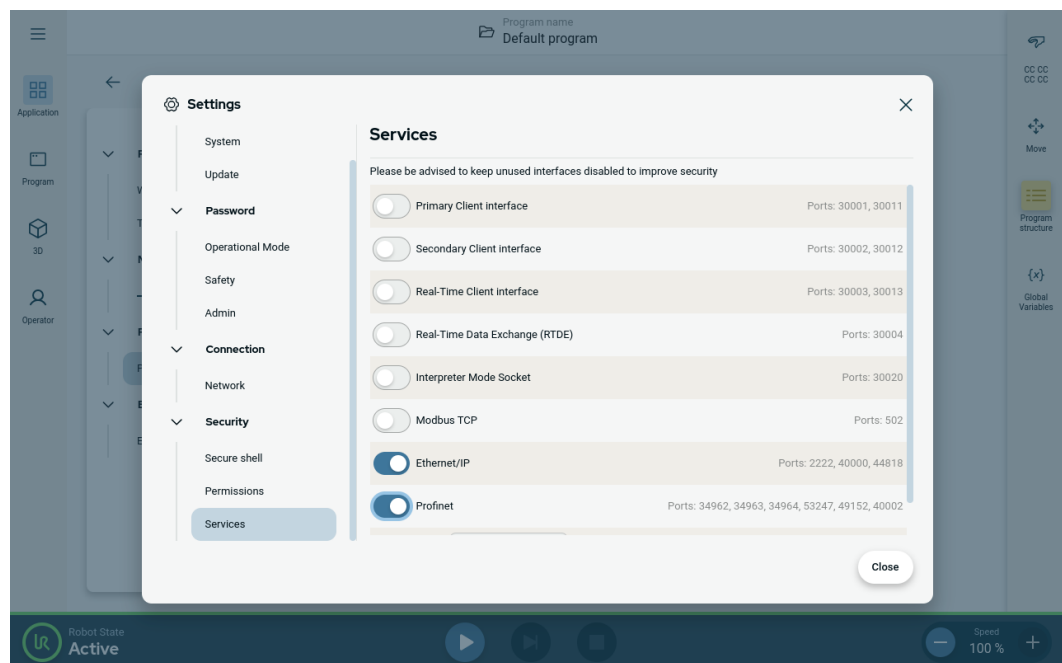 Program name
Default program
Application
Program
3D
Operator
Settings
System
Update
Password
Operational Mode
Safety
Admin
Connection
Network
Security
Secure shell
Permissions
Services
Services
Please be advised to keep unused interfaces disabled to improve security
Primary Client interface Ports: 30001, 30011
Secondary Client interface Ports: 30002, 30012
Real-Time Client interface Ports: 30003, 30013
Real-Time Data Exchange (RTDE) Ports: 30004
Interpreter Mode Socket Ports: 30020
Modbus TCP Ports: 502
Ethernet/IP Ports: 2222, 40000, 44818
Profinet Ports: 34962, 34963, 34964, 53247, 49152, 40002
Close
CC CC
CC CC
Move
Program
structure
{x}
Global
Variables
Robot State
Active
Speed
100 %